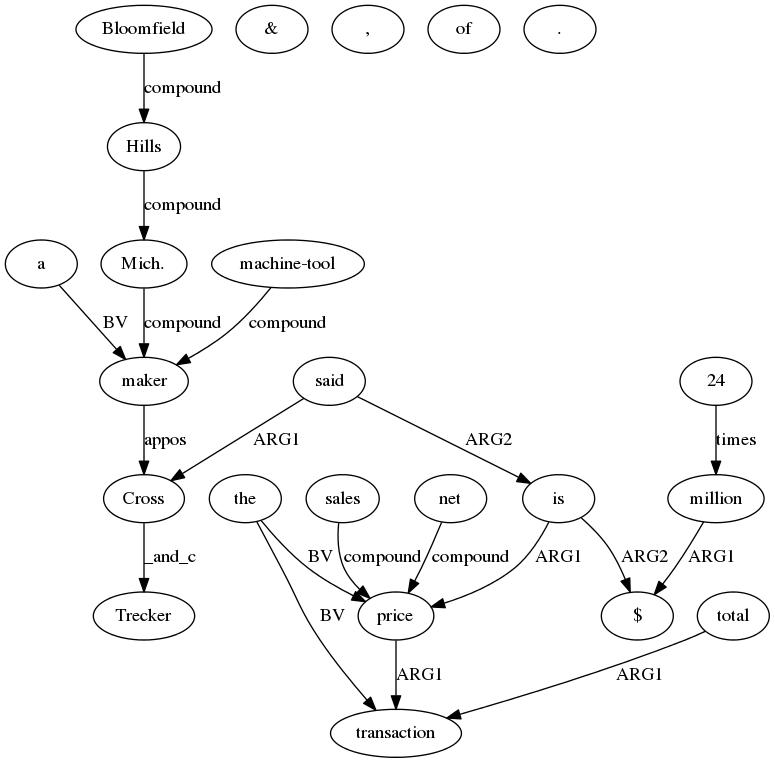 Bloomfield & , of .
compound
Hills
compound
a Mich. machine-tool
BV compound compound
maker said 24
appos ARG1 ARG2 times
Cross the sales net is million
_and_c BV compound compound ARG1 ARG2 ARG1
Trecker BV price $ total
ARG1 ARG1
transaction